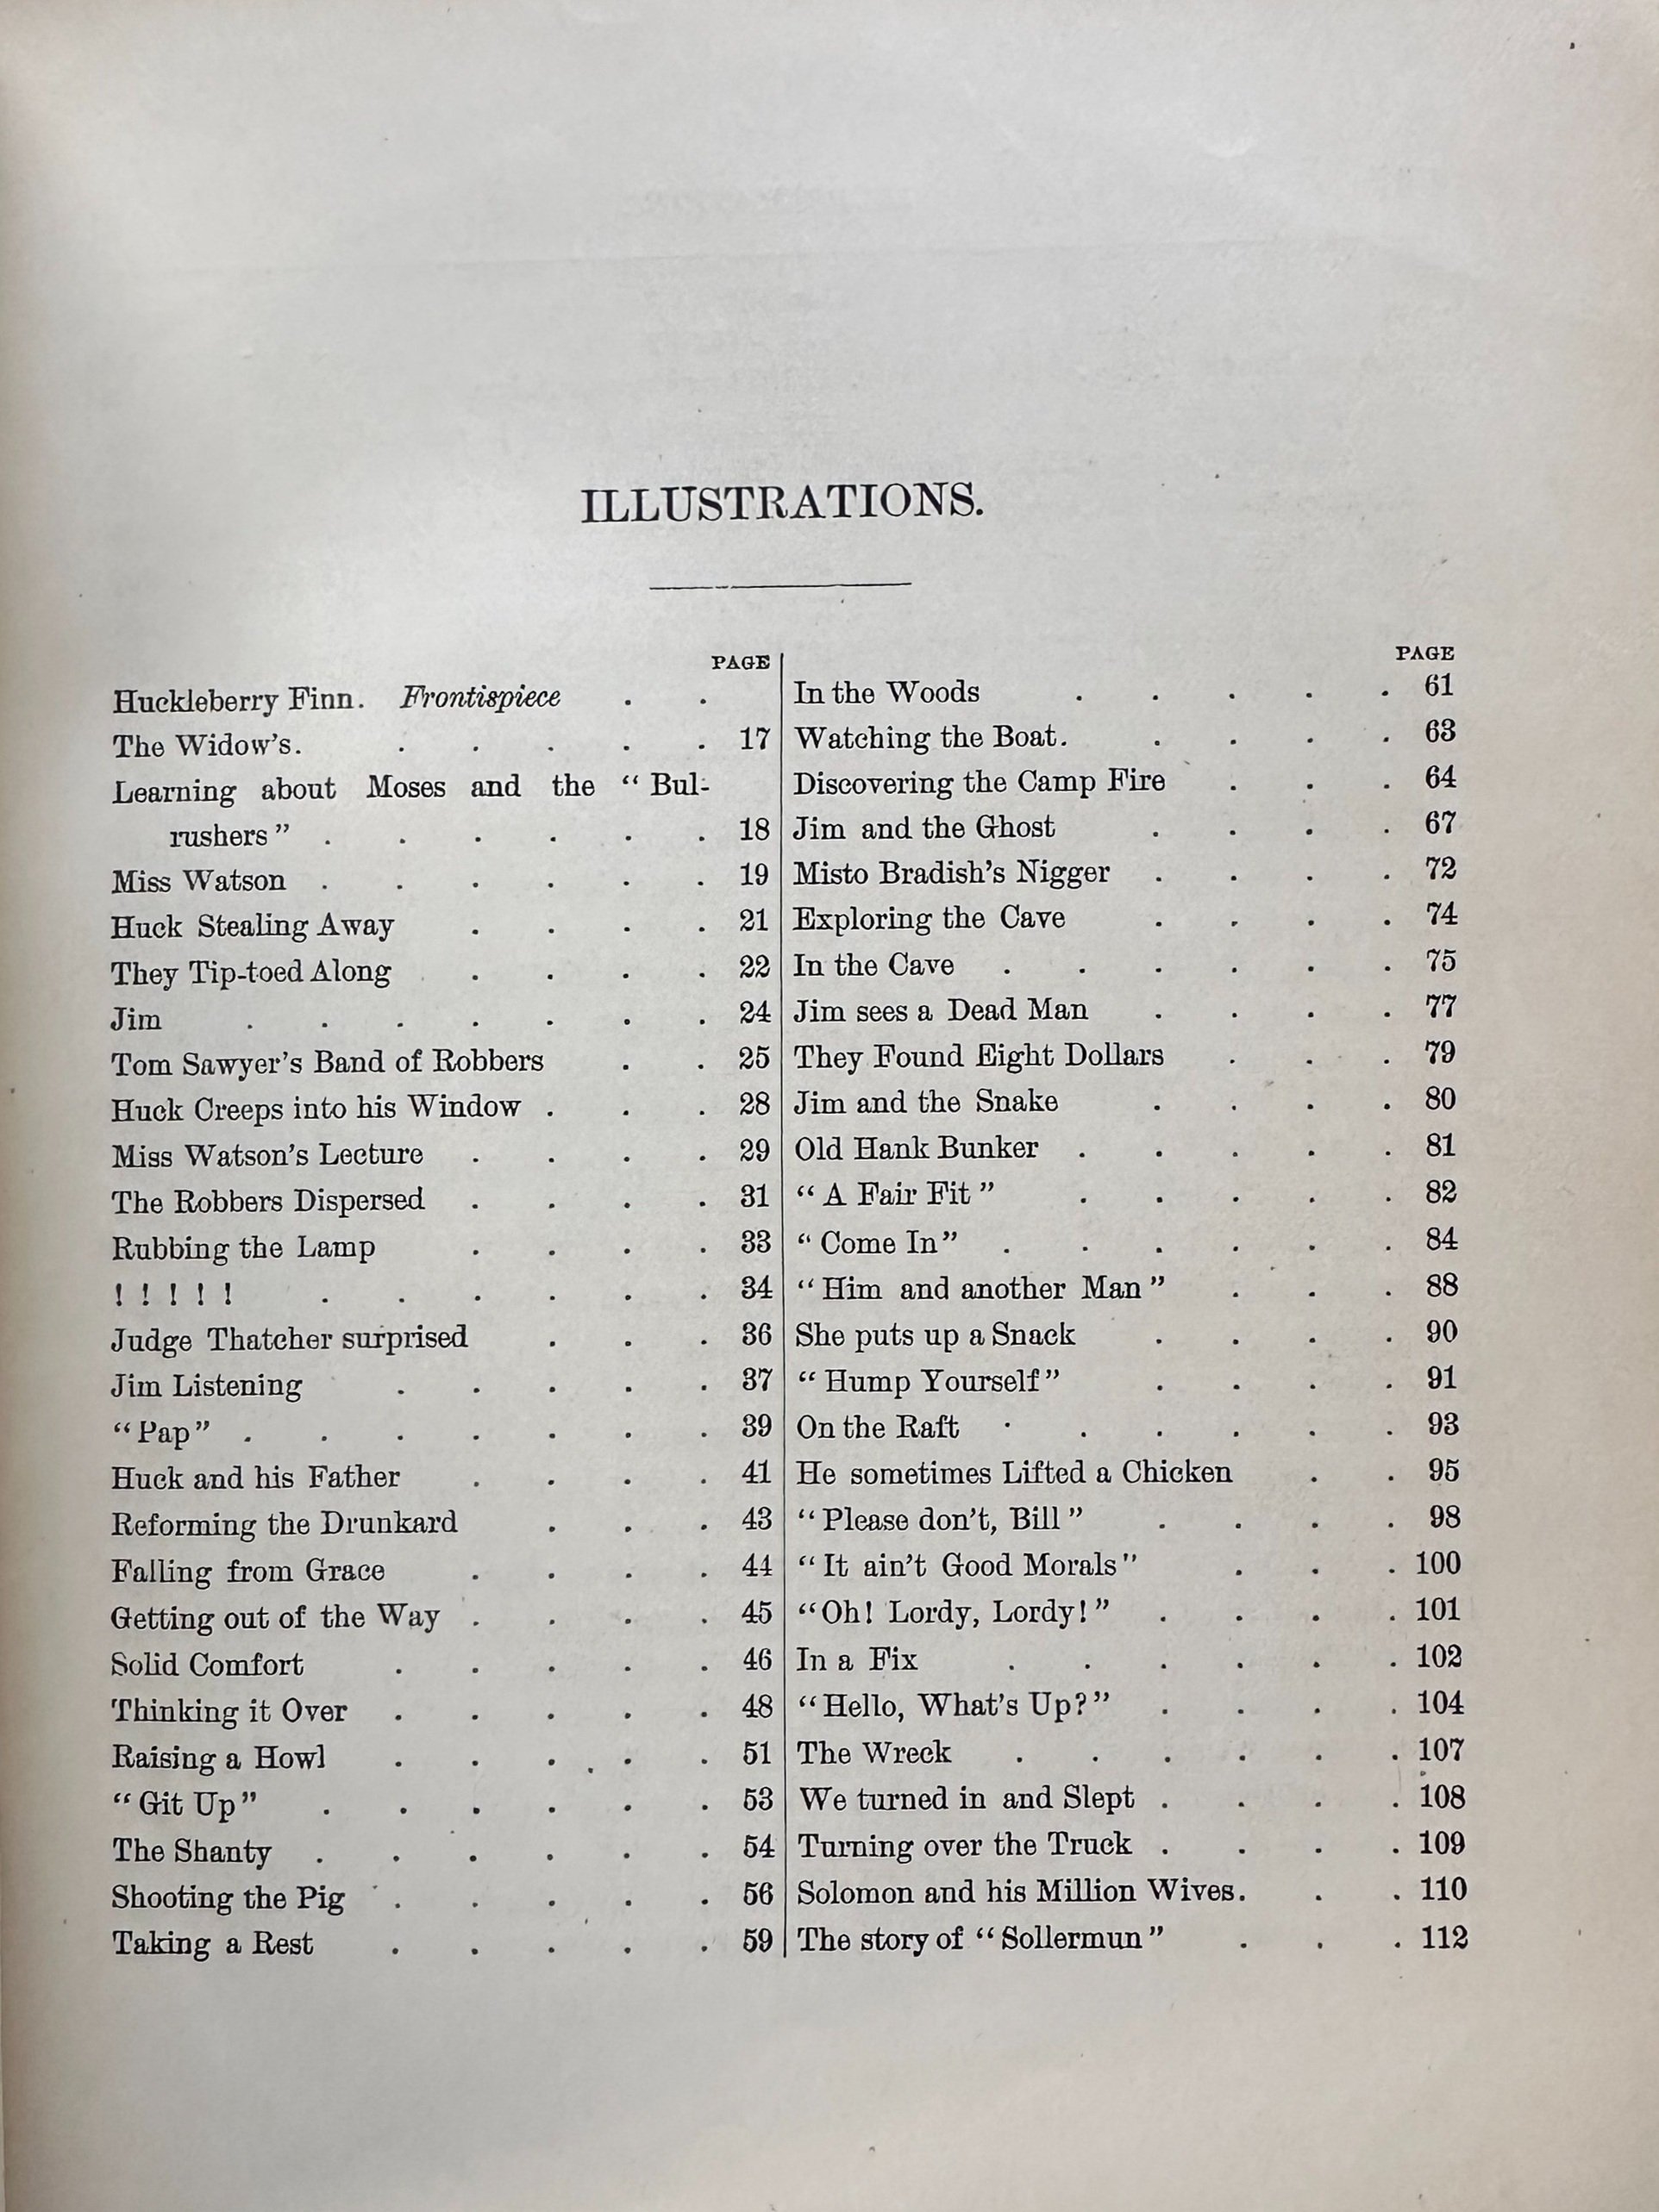 ILLUSTRATIONS.
PAGE
Huckleberry Finn. Frontispiece . .
The Widow's. . . . . . 17
Learning about Moses and the “Bul-
rushers” . . . . . . 18
Miss Watson . . . . . . 19
Huck Stealing Away . . . . 21
They Tip-toed Along . . . . 22
Jim . . . . . . . 24
Tom Sawyer's Band of Robbers . . 25
Huck Creeps into his Window . . . 28
Miss Watson's Lecture . . . . 29
The Robbers Dispersed . . . . 31
Rubbing the Lamp . . . . 33
! ! ! ! ! . . . . . . 34
Judge Thatcher surprised . . . 36
Jim Listening . . . . . 37
“Pap” . . . . . . . 39
Huck and his Father . . . . 41
Reforming the Drunkard . . . 43
Falling from Grace . . . . 44
Getting out of the Way . . . . 45
Solid Comfort . . . . . 46
Thinking it Over . . . . . 48
Raising a Howl . . . . . 51
“Git Up” . . . . . . 53
The Shanty . . . . . . 54
Shooting the Pig . . . . . 56
Taking a Rest . . . . . 59
PAGE
In the Woods . . . . . 61
Watching the Boat. . . . . 63
Discovering the Camp Fire . . . 64
Jim and the Ghost . . . . 67
Misto Bradish's Nigger . . . . 72
Exploring the Cave . . . . 74
In the Cave . . . . . . 75
Jim sees a Dead Man . . . . 77
They Found Eight Dollars . . . 79
Jim and the Snake . . . . 80
Old Hank Bunker . . . . . 81
“A Fair Fit” . . . . . 82
“Come In” . . . . . . 84
“Him and another Man” . . . 88
She puts up a Snack . . . . 90
“Hump Yourself” . . . . 91
On the Raft . . . . . . 93
He sometimes Lifted a Chicken . . 95
“Please don't, Bill” . . . . 98
“It ain't Good Morals” . . . 100
“Oh! Lordy, Lordy!” . . . . 101
In a Fix . . . . . . 102
“Hello, What's Up?” . . . . 104
The Wreck . . . . . . 107
We turned in and Slept . . . . 108
Turning over the Truck . . . . 109
Solomon and his Million Wives. . . 110
The story of “Sollermun” . . . 112